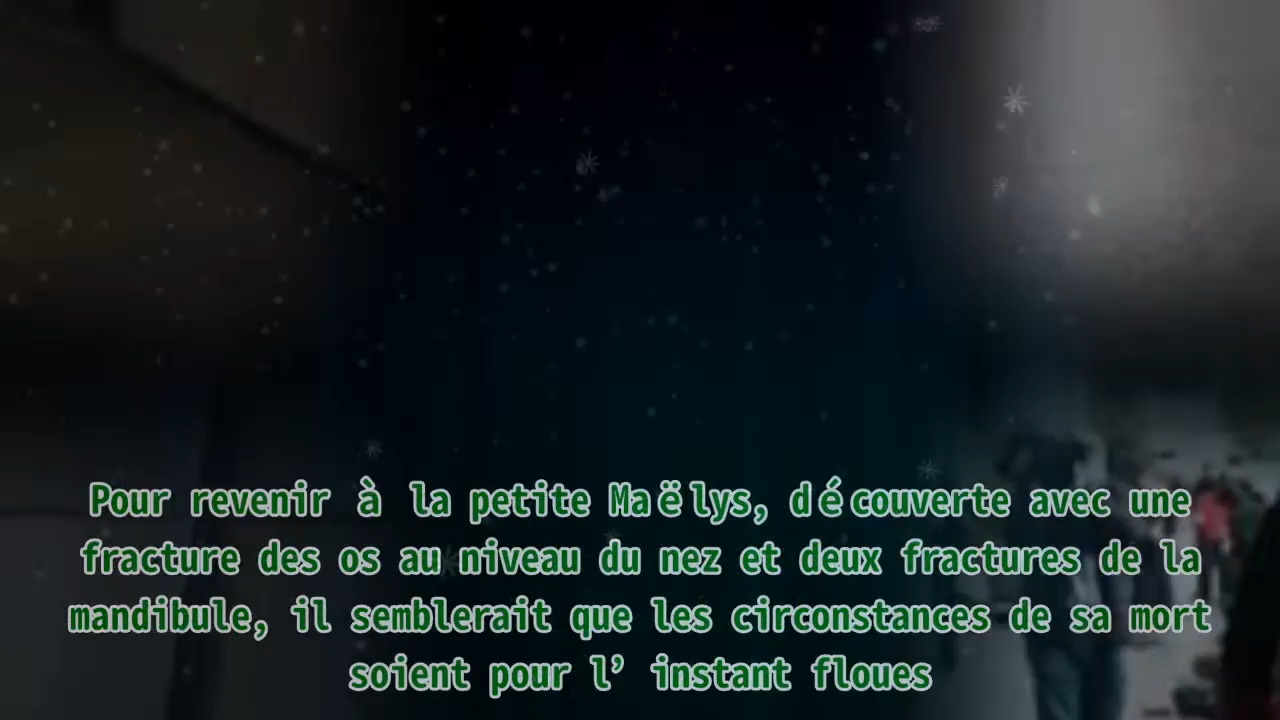 Pour revenir à la petite Maëlys, découverte avec une
fracture des os au niveau du nez et deux fractures de la
mandibule, il semblerait que les circonstances de sa mort
soient pour l’ instant floues